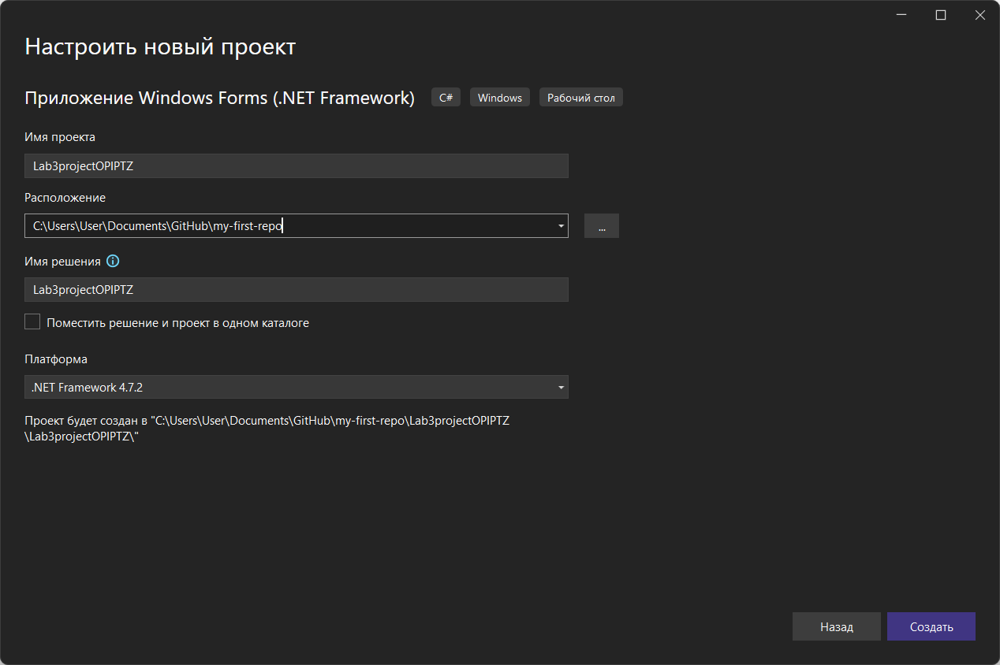 Настроить новый проект
Приложение Windows Forms (.NET Framework) C# Windows Рабочий стол
Имя проекта
Lab3projectOPIPTZ
Расположение
C:\Users\User\Documents\GitHub\my-first-repo
...
Имя решения
Lab3projectOPIPTZ
Поместить решение и проект в одном каталоге
Платформа
.NET Framework 4.7.2
Проект будет создан в "C:\Users\User\Documents\GitHub\my-first-repo\Lab3projectOPIPTZ
\Lab3projectOPIPTZ\"
Назад Создать